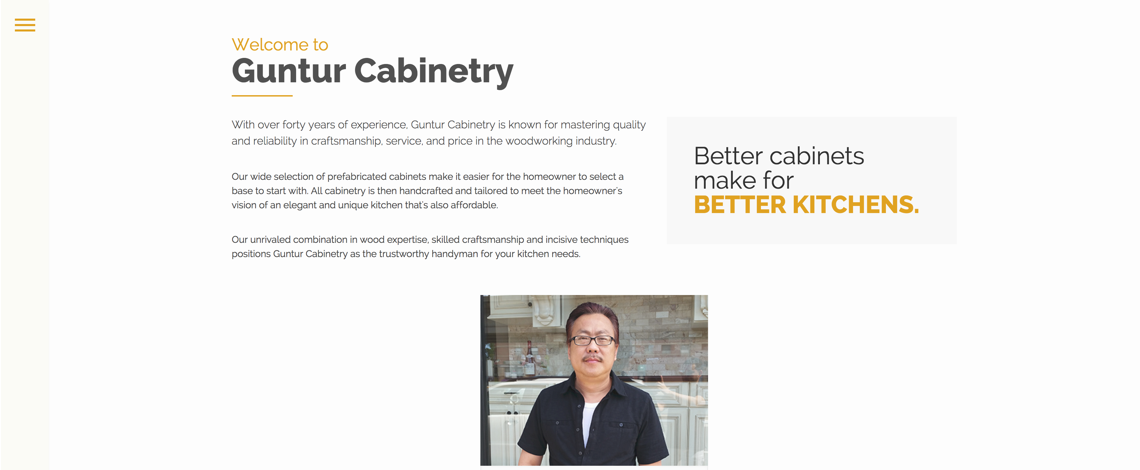 Welcome to
Guntur Cabinetry
With over forty years of experience, Guntur Cabinetry is known for mastering quality
and reliability in craftsmanship, service, and price in the woodworking industry.
Our wide selection of prefabricated cabinets make it easier for the homeowner to select a
base to start with. All cabinetry is then handcrafted and tailored to meet the homeowner's
vision of an elegant and unique kitchen that's also affordable.
Our unrivaled combination in wood expertise, skilled craftsmanship and incisive techniques
positions Guntur Cabinetry as the trustworthy handyman for your kitchen needs.
Better cabinets
make for
BETTER KITCHENS.